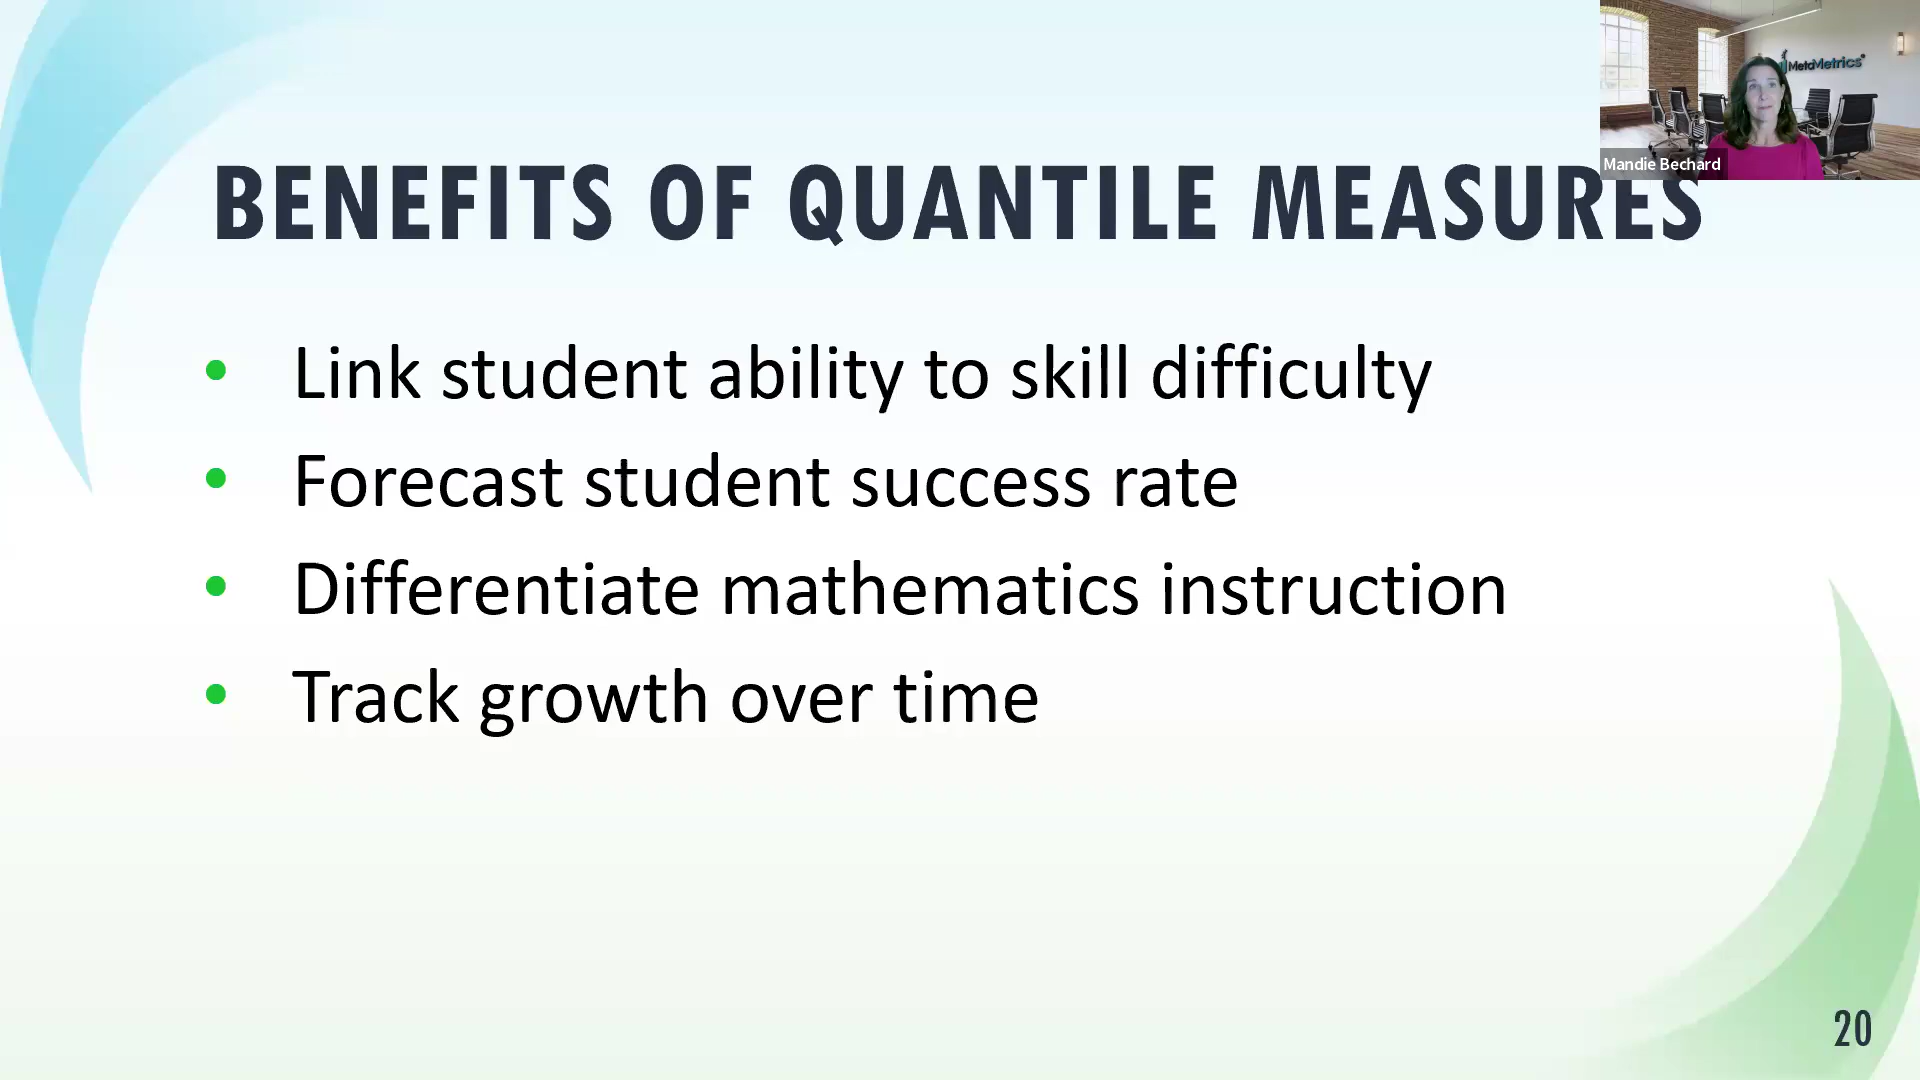 MetaMetrics®
Mandie Bechard
BENEFITS OF QUANTILE MEASURES
• Link student ability to skill difficulty
• Forecast student success rate
• Differentiate mathematics instruction
• Track growth over time
20